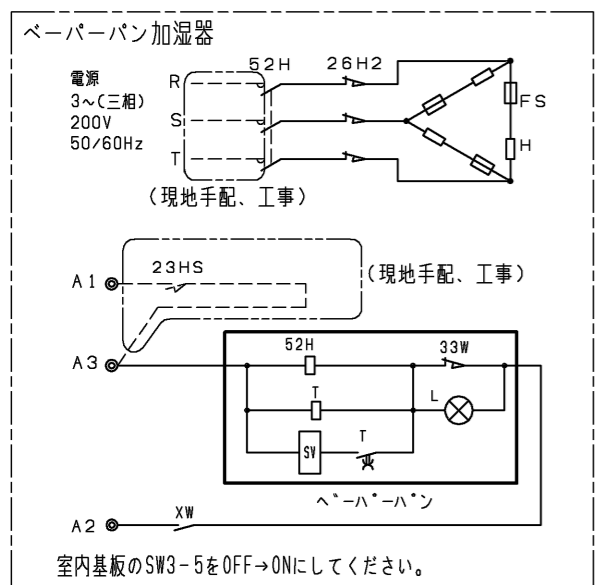 ベーパーパン加湿器
電源
3~(三相)
200V
50/60Hz
R
S
T
52H
26H2
FS
H
(現地手配、工事)
A1
23HS
(現地手配、工事)
A3
52H
33W
T
L
SV
T
ベーパーパン
A2
XW
室内基板のSW3-5をOFF→ONにしてください。